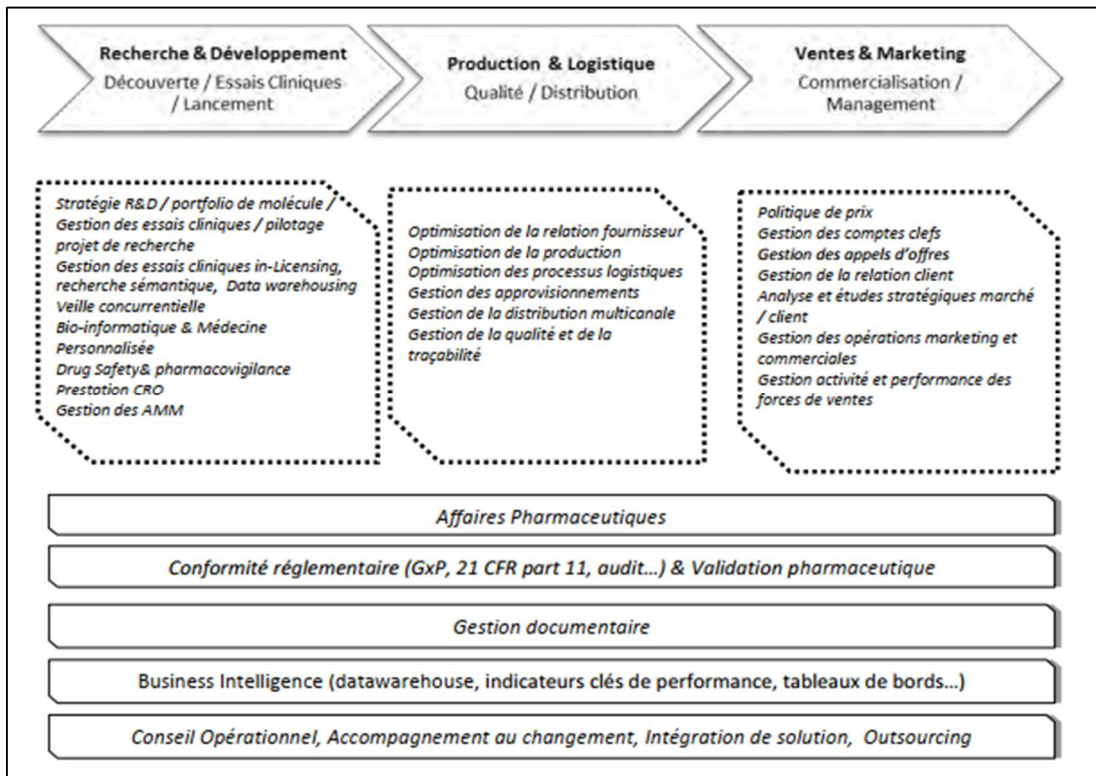 Recherche & Développement
Découverte / Essais Cliniques
/ Lancement
Production & Logistique
Qualité / Distribution
Ventes & Marketing
Commercialisation /
Management
Stratégie R&D / portfolio de molécule /
Gestion des essais cliniques / pilotage
projet de recherche
Gestion des essais cliniques in-Licensing,
recherche sémantique, Data warehousing
Veille concurrentielle
Bio-informatique & Médecine
Personnalisée
Drug Safety& pharmacovigilance
Prestation CRO
Gestion des AMM
Optimisation de la relation fournisseur
Optimisation de la production
Optimisation des processus logistiques
Gestion des approvisionnements
Gestion de la distribution multicanale
Gestion de la qualité et de la
traçabilité
Politique de prix
Gestion des comptes clefs
Gestion des appels d'offres
Gestion de la relation client
Analyse et études stratégiques marché
/ client
Gestion des opérations marketing et
commerciales
Gestion activité et performance des
forces de ventes
Affaires Pharmaceutiques
Conformité réglementaire (GxP, 21 CFR part 11, audit...) & Validation pharmaceutique
Gestion documentaire
Business Intelligence (datawarehouse, indicateurs clés de performance, tableaux de bords...)
Conseil Opérationnel, Accompagnement au changement, Intégration de solution, Outsourcing